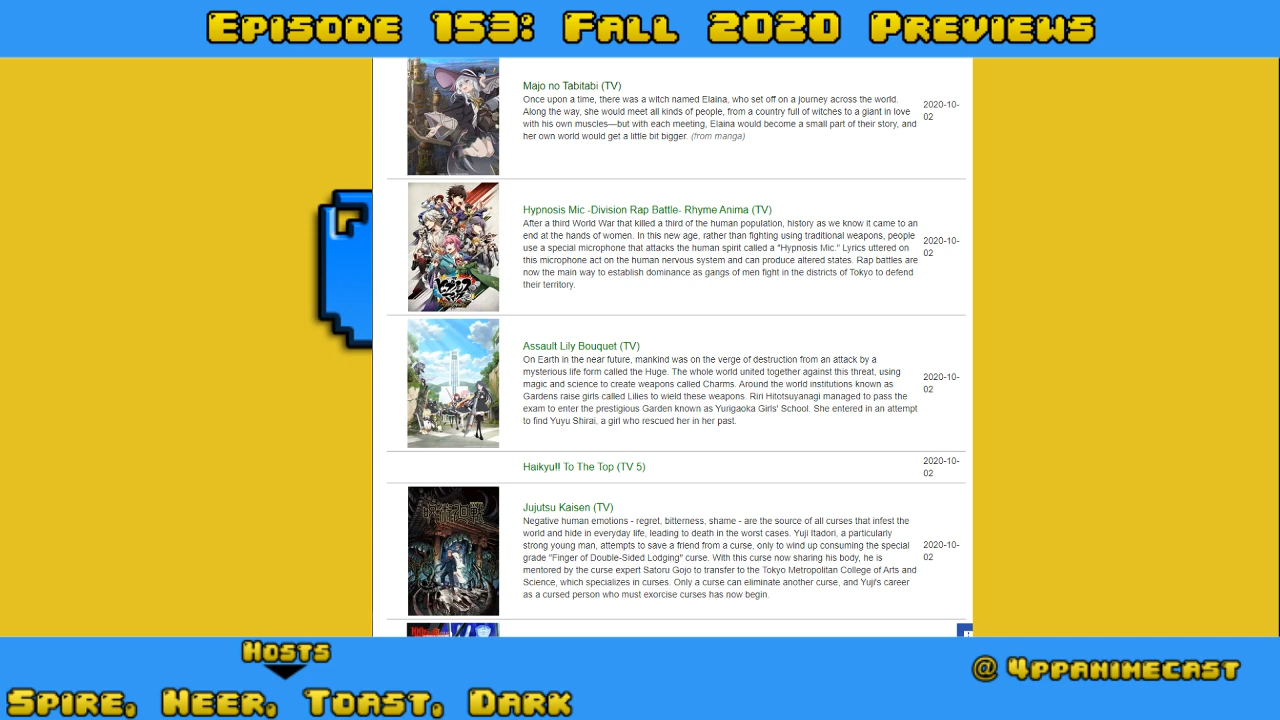 Episode 153: Fall 2020 Previews
Majo no Tabitabi (TV)
Once upon a time, there was a witch named Elaina, who set off on a journey across the world.
Along the way, she would meet all kinds of people, from a country full of witches to a giant in love
with his own muscles—but with each meeting, Elaina would become a small part of their story, and
her own world would get a little bit bigger. (from manga)
2020-10-
02
Hypnosis Mic -Division Rap Battle- Rhyme Anima (TV)
After a third World War that killed a third of the human population, history as we know it came to an
end at the hands of women. In this new age, rather than fighting using traditional weapons, people
use a special microphone that attacks the human spirit called a "Hypnosis Mic." Lyrics uttered on
this microphone act on the human nervous system and can produce altered states. Rap battles are
now the main way to establish dominance as gangs of men fight in the districts of Tokyo to defend
their territory.
2020-10-
02
Assault Lily Bouquet (TV)
On Earth in the near future, mankind was on the verge of destruction from an attack by a
mysterious life form called the Huge. The whole world united together against this threat, using
magic and science to create weapons called Charms. Around the world institutions known as
Gardens raise girls called Lilies to wield these weapons. Riri Hitotsuyanagi managed to pass the
exam to enter the prestigious Garden known as Yurigaoka Girls' School. She entered in an attempt
to find Yuyu Shirai, a girl who rescued her in her past.
2020-10-
02
Haikyu!! To The Top (TV 5)
2020-10-
02
呪術廻戦
Jujutsu Kaisen (TV)
Negative human emotions - regret, bitterness, shame - are the source of all curses that infest the
world and hide in everyday life, leading to death in the worst cases. Yuji Itadori, a particularly
strong young man, attempts to save a friend from a curse, only to wind up consuming the special
grade "Finger of Double-Sided Lodging" curse. With this curse now sharing his body, he is
mentored by the curse expert Satoru Gojo to transfer to the Tokyo Metropolitan College of Arts and
Science, which specializes in curses. Only a curse can eliminate another curse, and Yuji's career
as a cursed person who must exorcise curses has now begun.
2020-10-
02
Hosts
Spire, Neer, Toast, Dark
@ 4ppanimecast